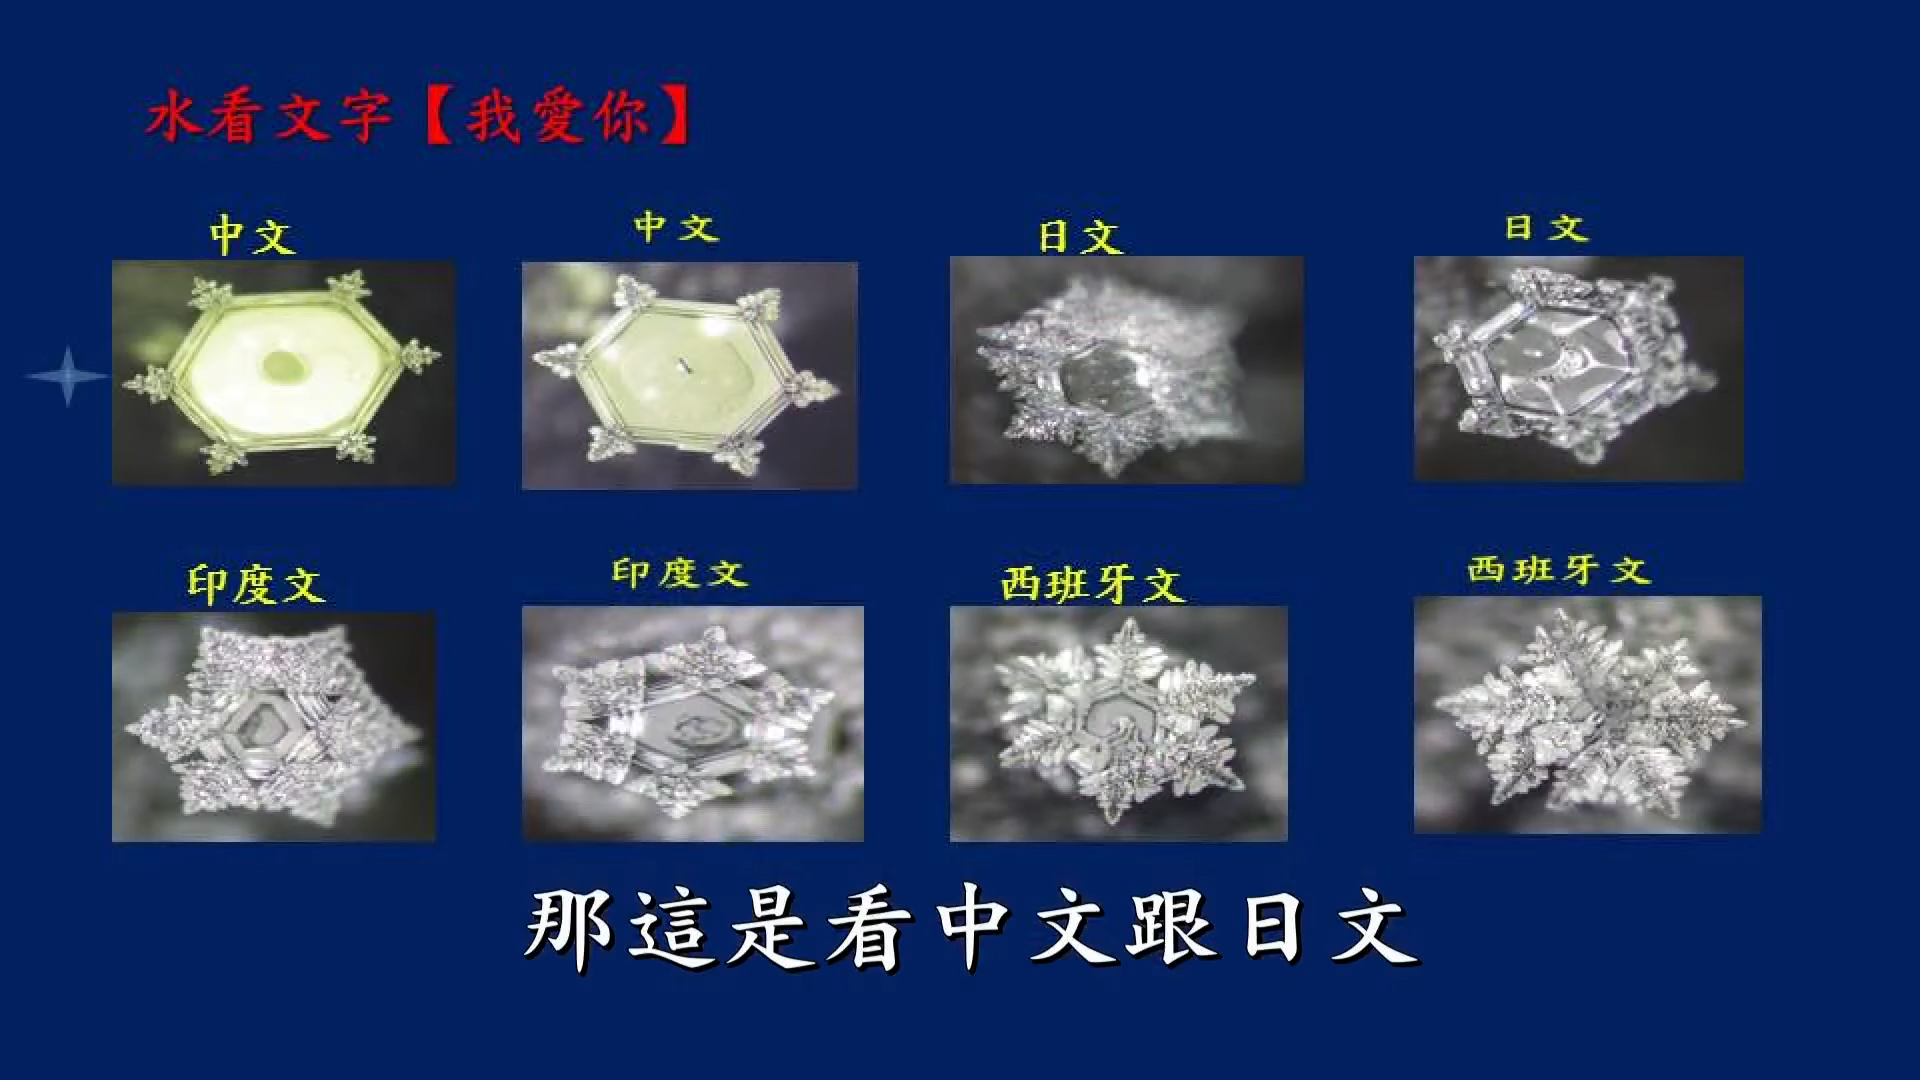 水看文字【我愛你】
中文
中文
日文
日文
印度文
印度文
西班牙文
西班牙文
那這是看中文跟日文